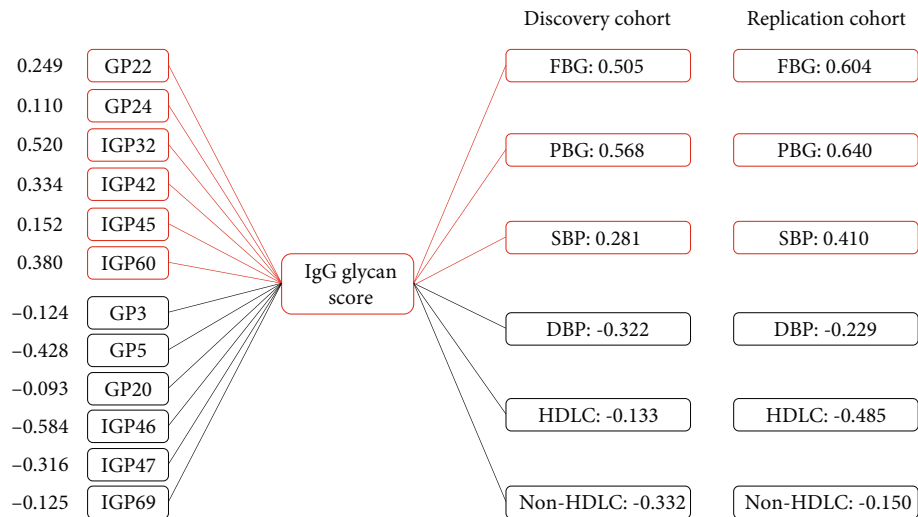 Discovery cohort Replication cohort
0.249 GP22 FBG: 0.505 FBG: 0.604
0.110 GP24
0.520 IGP32 PBG: 0.568 PBG: 0.640
0.334 IGP42
0.152 IGP45 SBP: 0.281 SBP: 0.410
0.380 IGP60
IgG glycan
score
−0.124 GP3 DBP: -0.322 DBP: -0.229
−0.428 GP5
−0.093 GP20
−0.584 IGP46 HDLC: -0.133 HDLC: -0.485
−0.316 IGP47
−0.125 IGP69 Non-HDLC: -0.332 Non-HDLC: -0.150